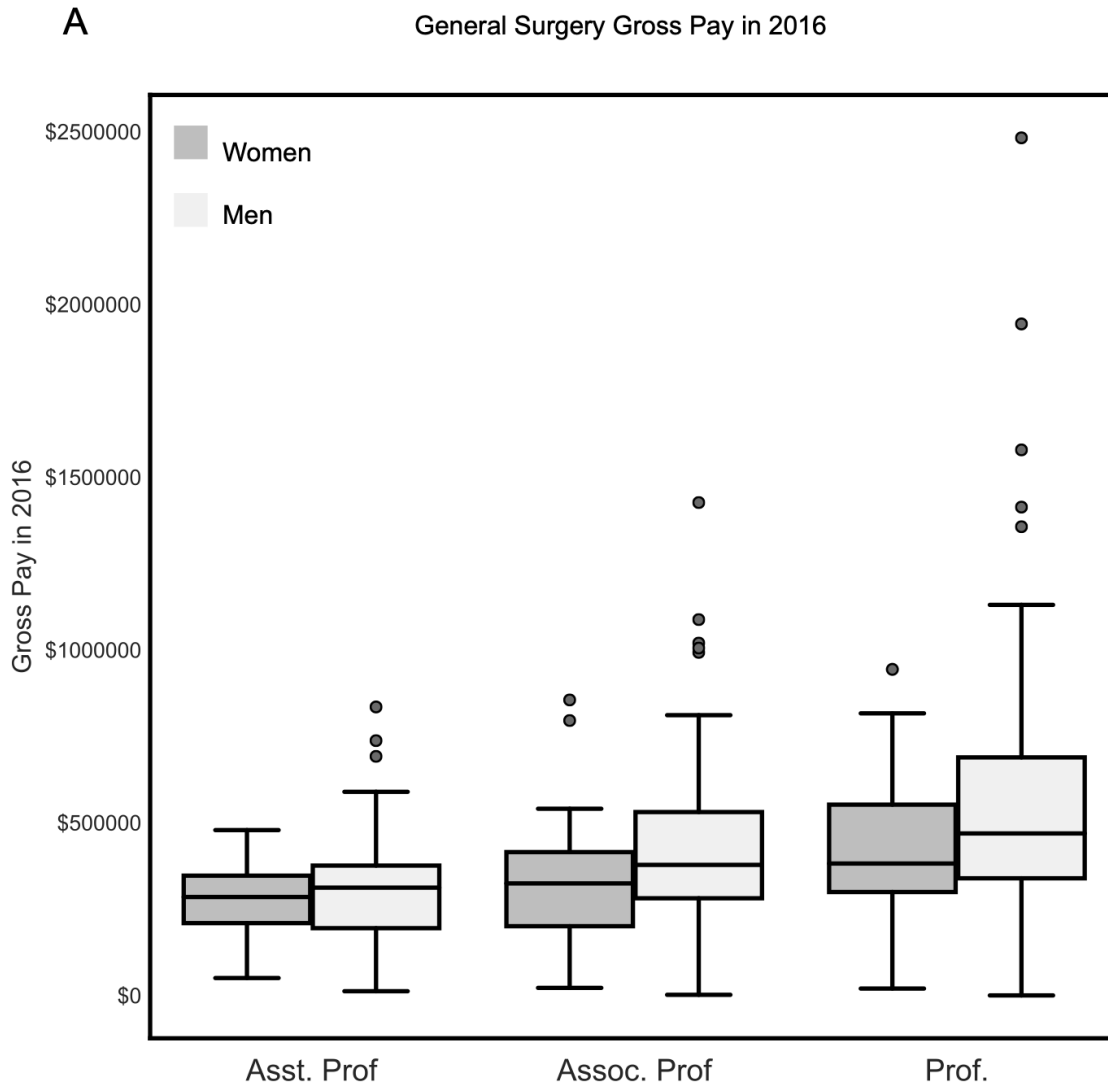 A
General Surgery Gross Pay in 2016
$2500000
Women
Men
$2000000
$1500000
Gross Pay in 2016
$1000000
$500000
$0
Asst. Prof
Assoc. Prof
Prof.